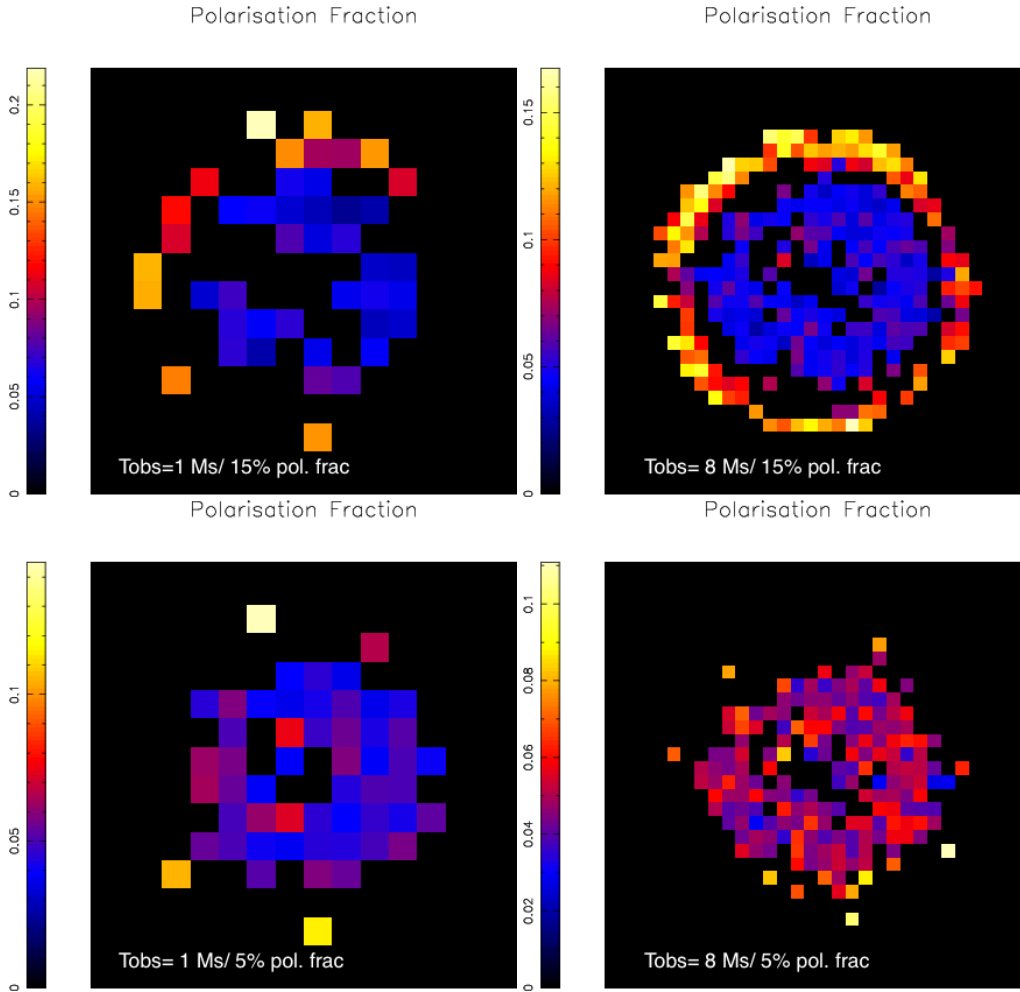 Polarisation Fraction
Polarisation Fraction
0
0.05
0.1
0.15
0.2
Tobs=1 Ms/ 15% pol. frac
0
0.05
0.1
0.15
Tobs= 8 Ms/ 15% pol. frac
Polarisation Fraction
Polarisation Fraction
0
0.05
0.1
Tobs= 1 Ms/ 5% pol. frac
0
0.02
0.04
0.06
0.08
0.1
Tobs= 8 Ms/ 5% pol. frac